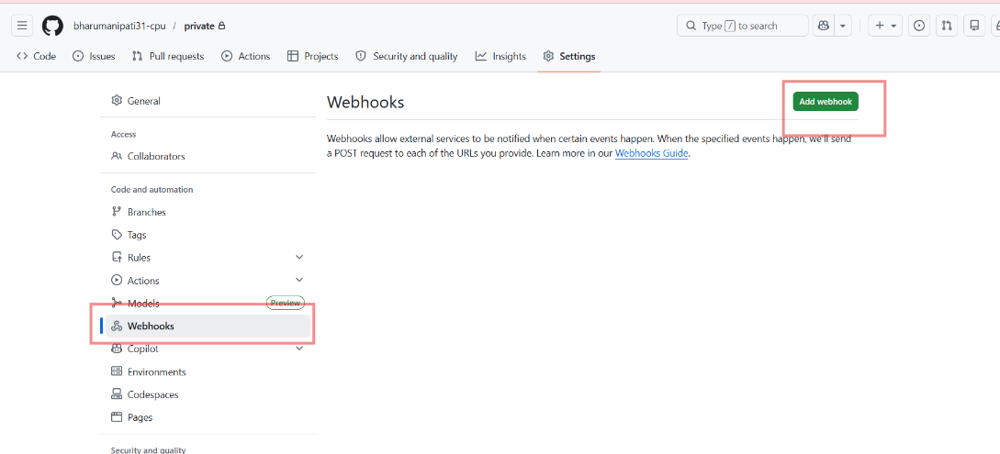 bharumanipati31-cpu / private
Type / to search
Code Issues Pull requests Actions Projects Security and quality Insights Settings
General
Access
Collaborators
Code and automation
Branches
Tags
Rules
Actions
Models Preview
Webhooks
Copilot
Environments
Codespaces
Pages
Security and quality
Webhooks
Add webhook
Webhooks allow external services to be notified when certain events happen. When the specified events happen, we'll send
a POST request to each of the URLs you provide. Learn more in our Webhooks Guide.